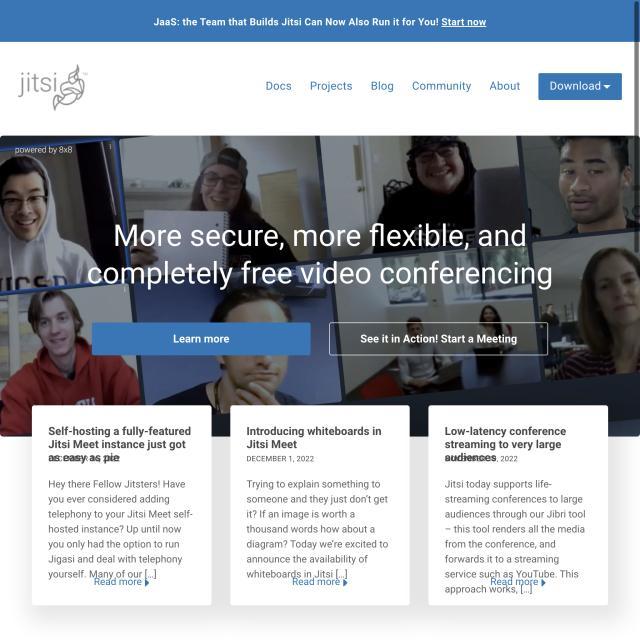 JaaS: the Team that Builds Jitsi Can Now Also Run it for You! Start now
jitsi
Docs Projects Blog Community About Download
powered by 8x8
More secure, more flexible, and
completely free video conferencing
Learn more
See it in Action! Start a Meeting
Self-hosting a fully-featured
Jitsi Meet instance just got
as easy as pie
Hey there Fellow Jitsters! Have
you ever considered adding
telephony to your Jitsi Meet self-
hosted instance? Up until now
you only had the option to run
Jigasi and deal with telephony
yourself. Many of our [...]
Read more
Introducing whiteboards in
Jitsi Meet
DECEMBER 1, 2022
Trying to explain something to
someone and they just don't get
it? If an image is worth a
thousand words how about a
diagram? Today we're excited to
announce the availability of
whiteboards in Jitsi [...]
Read more
Low-latency conference
streaming to very large
audiences
, 2022
Jitsi today supports life-
streaming conferences to large
audiences through our Jibri tool
– this tool renders all the media
from the conference, and
forwards it to a streaming
service such as YouTube. This
approach works, [...]
Read more